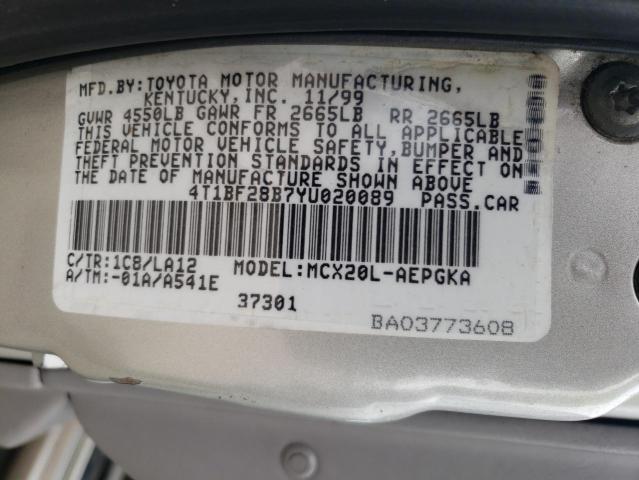 MFD.BY:TOYOTA MOTOR MANUFACTURING,
KENTUCKY,INC. 11/99
GVWR 4550LB GAWR FR 2665LB RR 2665LB
THIS VEHICLE CONFORMS TO ALL APPLICABLE
FEDERAL MOTOR VEHICLE SAFETY,BUMPER AND
THEFT PREVENTION STANDARDS IN EFFECT ON
THE DATE OF MANUFACTURE SHOWN ABOVE
4T1BF28B7YU020089 PASS.CAR
C/TR:1C8/LA12 MODEL:MCX20L-AEPGKA
A/TM:-01A/A541E
37301
BA03773608